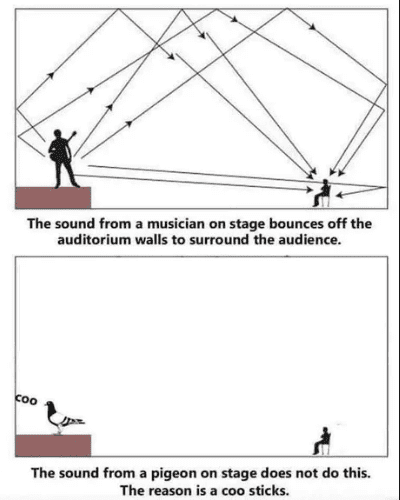 The sound from a musician on stage bounces off the
auditorium walls to surround the audience.
coo
The sound from a pigeon on stage does not do this.
The reason is a coo sticks.